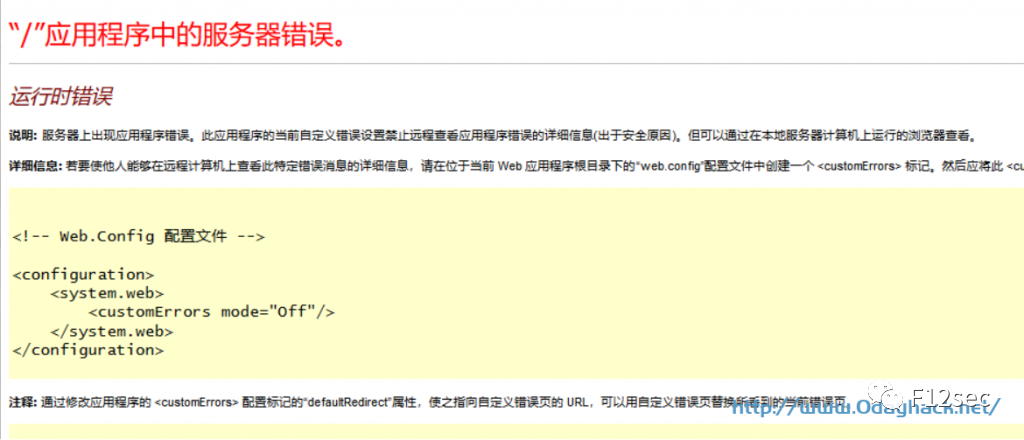 “/”应用程序中的服务器错误。
运行时错误
说明: 服务器上出现应用程序错误。此应用程序的当前自定义错误设置禁止远程查看应用程序错误的详细信息(出于安全原因)。但可以通过在本地服务器计算机上运行的浏览器查看。
详细信息: 若要使他人能够在远程计算机上查看此特定错误消息的详细信息，请在位于当前 Web 应用程序根目录下的“web.config”配置文件中创建一个 <customErrors> 标记。然后应将此 <cu
<!-- Web.Config 配置文件 -->
<configuration>
<system.web>
<customErrors mode="Off"/>
</system.web>
</configuration>
注释: 通过修改应用程序的 <customErrors> 配置标记的“defaultRedirect”属性，使之指向自定义错误页的 URL，可以用自定义错误页替换所看到的当前错误页。
F12sec
http://www.0dayhack.net/